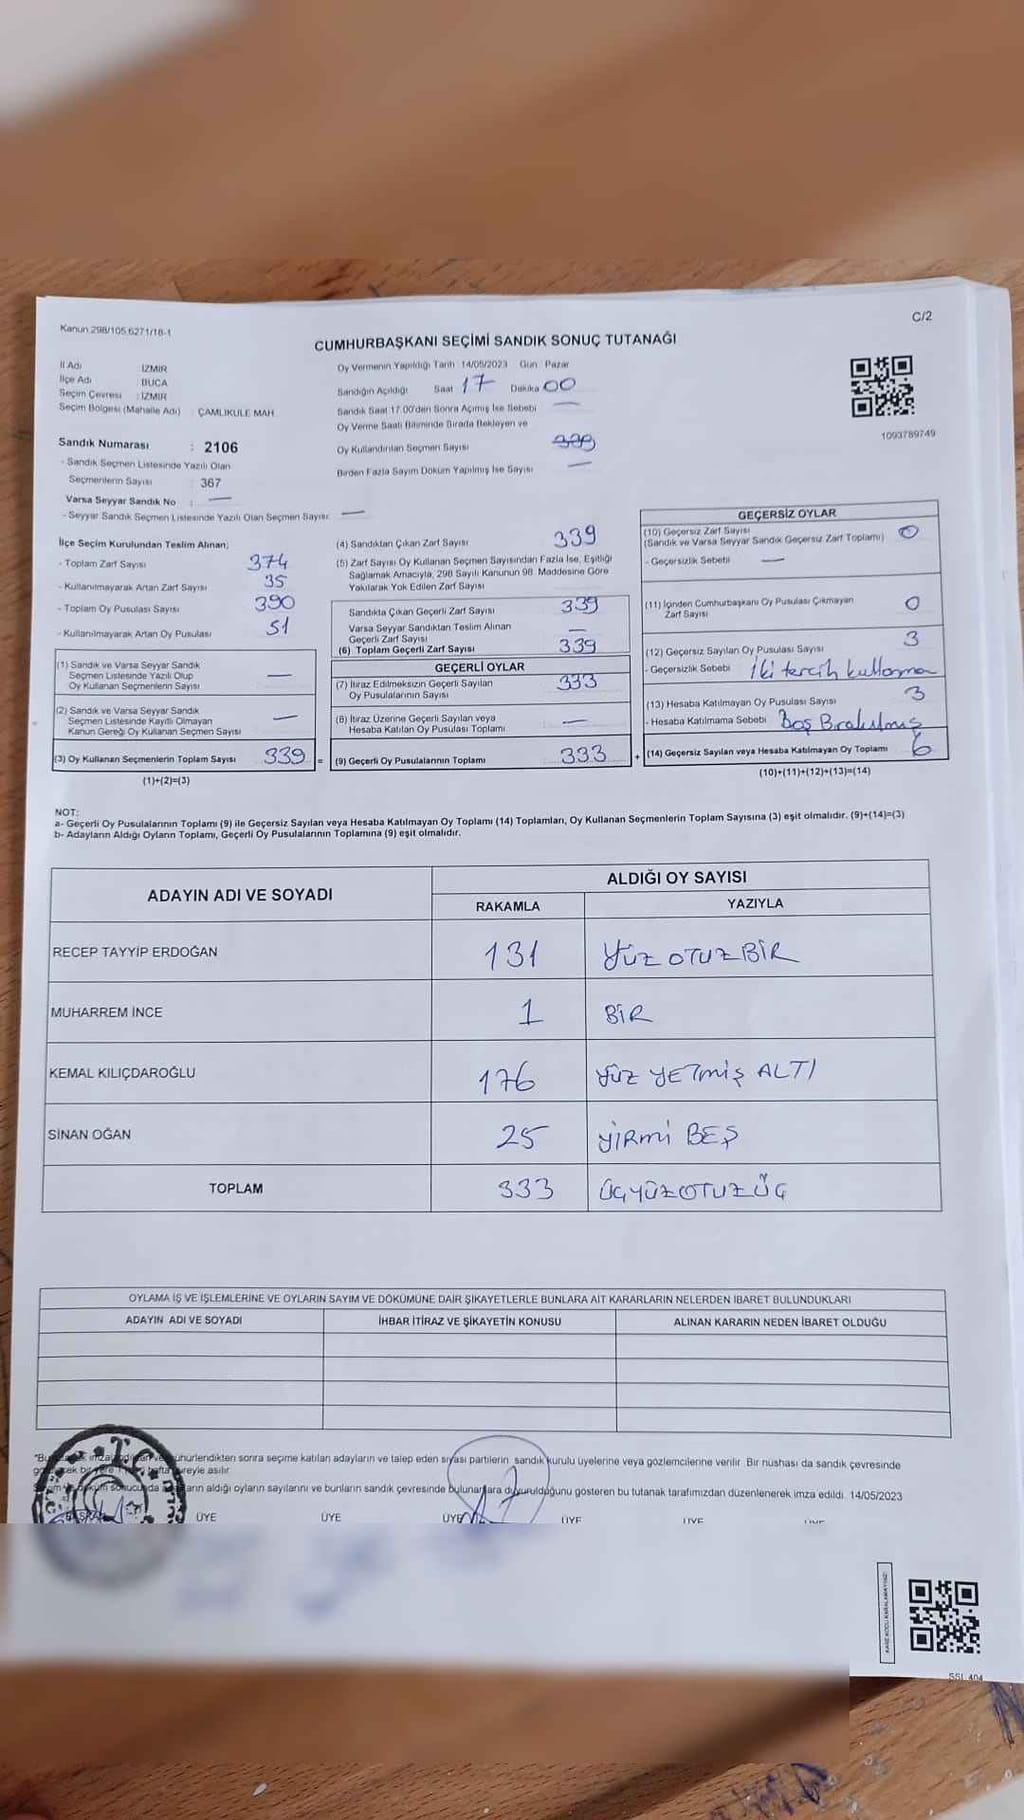 Kanun 298/105 6271/18-1
C/2
CUMHURBAŞKANI SEÇİMİ SANDIK SONUÇ TUTANAĞI
İl Adı İZMİR
İlçe Adı BUCA
Seçim Çevresi : İZMİR
Seçim Bölgesi (Mahalle Adı) : ÇAMLIKULE MAH.
Sandık Numarası : 2106
- Sandık Seçmen Listesinde Yazılı Olan
Seçmenlerin Sayısı : 367
Varsa Seyyar Sandık No : —
- Seyyar Sandık Seçmen Listesinde Yazılı Olan Seçmen Sayısı —
Oy Vermenin Yapıldığı Tarih : 14/05/2023 Gün : Pazar
Sandığın Açıldığı Saat 17 Dakika 00
Sandık Saat 17.00'den Sonra Açılmış İse Sebebi —
Oy Verme Saati Bitiminde Sırada Bekleyen ve
Oy Kullandırılan Seçmen Sayısı
Birden Fazla Sayım Döküm Yapılmış İse Sayısı —
1093789749
İlçe Seçim Kurulundan Teslim Alınan;
- Toplam Zarf Sayısı 374
- Kullanılmayarak Artan Zarf Sayısı 35
- Toplam Oy Pusulası Sayısı 390
- Kullanılmayarak Artan Oy Pusulası 51
(1) Sandık ve Varsa Seyyar Sandık
Seçmen Listesinde Yazılı Olup
Oy Kullanan Seçmenlerin Sayısı —
(2) Sandık ve Varsa Seyyar Sandık
Seçmen Listesinde Kayıtlı Olmayan
Kanun Gereği Oy Kullanan Seçmen Sayısı —
(3) Oy Kullanan Seçmenlerin Toplam Sayısı 339 =
(1)+(2)=(3)
(4) Sandıktan Çıkan Zarf Sayısı 339
(5) Zarf Sayısı Oy Kullanan Seçmen Sayısından Fazla İse, Eşitliği
Sağlamak Amacıyla, 298 Sayılı Kanunun 98. Maddesine Göre
Yakılarak Yok Edilen Zarf Sayısı
Sandıkta Çıkan Geçerli Zarf Sayısı 339
Varsa Seyyar Sandıktan Teslim Alınan
Geçerli Zarf Sayısı —
(6) Toplam Geçerli Zarf Sayısı 339
GEÇERLİ OYLAR
(7) İtiraz Edilmeksizin Geçerli Sayılan
Oy Pusulalarının Sayısı 333
(8) İtiraz Üzerine Geçerli Sayılan veya
Hesaba Katılan Oy Pusulası Toplamı —
(9) Geçerli Oy Pusulalarının Toplamı 333 +
GEÇERSİZ OYLAR
(10) Geçersiz Zarf Sayısı
(Sandık ve Varsa Seyyar Sandık Geçersiz Zarf Toplamı) 0
- Geçersizlik Sebebi —
(11) İçinden Cumhurbaşkanı Oy Pusulası Çıkmayan
Zarf Sayısı 0
(12) Geçersiz Sayılan Oy Pusulası Sayısı 3
- Geçersizlik Sebebi İki tercih kullanma
(13) Hesaba Katılmayan Oy Pusulası Sayısı 3
- Hesaba Katılmama Sebebi Boş Bırakılmış
(14) Geçersiz Sayılan veya Hesaba Katılmayan Oy Toplamı 6
(10)+(11)+(12)+(13)=(14)
NOT:
a- Geçerli Oy Pusulalarının Toplamı (9) ile Geçersiz Sayılan veya Hesaba Katılmayan Oy Toplamı (14) Toplamları, Oy Kullanan Seçmenlerin Toplam Sayısına (3) eşit olmalıdır. (9)+(14)=(3)
b- Adayların Aldığı Oyların Toplamı, Geçerli Oy Pusulalarının Toplamına (9) eşit olmalıdır.
ADAYIN ADI VE SOYADI
ALDIĞI OY SAYISI
RAKAMLA YAZIYLA
RECEP TAYYİP ERDOĞAN 131 YÜZ OTUZ BİR
MUHARREM İNCE 1 BİR
KEMAL KILIÇDAROĞLU 176 YÜZ YETMİŞ ALTI
SİNAN OĞAN 25 YİRMİ BEŞ
TOPLAM 333 ÜÇYÜZOTUZÜÇ
OYLAMA İŞ VE İŞLEMLERİNE VE OYLARIN SAYIM VE DÖKÜMÜNE DAİR ŞİKAYETLERLE BUNLARA AİT KARARLARIN NELERDEN İBARET BULUNDUKLARI
ADAYIN ADI VE SOYADI
İHBAR İTİRAZ VE ŞİKAYETİN KONUSU
ALINAN KARARIN NEDEN İBARET OLDUĞU
sonra seçime katılan adayların ve talep eden siyasi partilerin sandık kurulu üyelerine veya gözlemcilerine verilir. Bir nüshası da sandık çevresinde
süreyle asılır
aldığı oyların sayılarını ve bunların sandık çevresinde bulunanlara duyurulduğunu gösteren bu tutanak tarafımızdan düzenlenerek imza edildi. 14/05/2023
T.C.
BAŞKAN ÜYE ÜYE ÜYE ÜYE ÜYE ÜYE
SSL 404